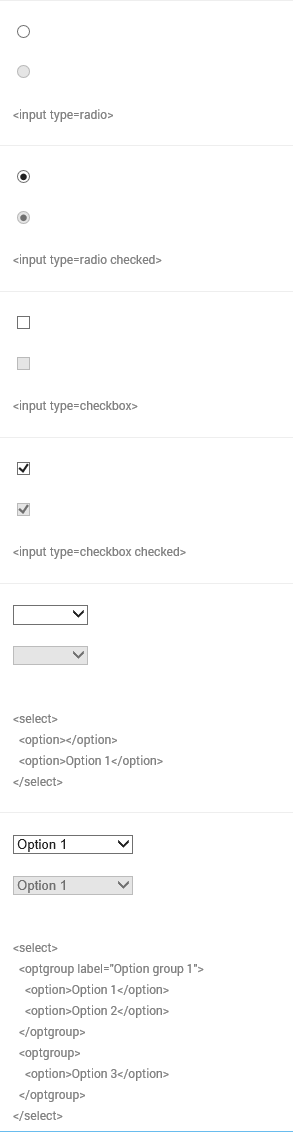 <input type=radio>
<input type=radio checked>
<input type=checkbox>
<input type=checkbox checked>
<select>
<option></option>
<option>Option 1</option>
</select>
Option 1
Option 1
<select>
<optgroup label="Option group 1">
<option>Option 1</option>
<option>Option 2</option>
</optgroup>
<optgroup>
<option>Option 3</option>
</optgroup>
</select>